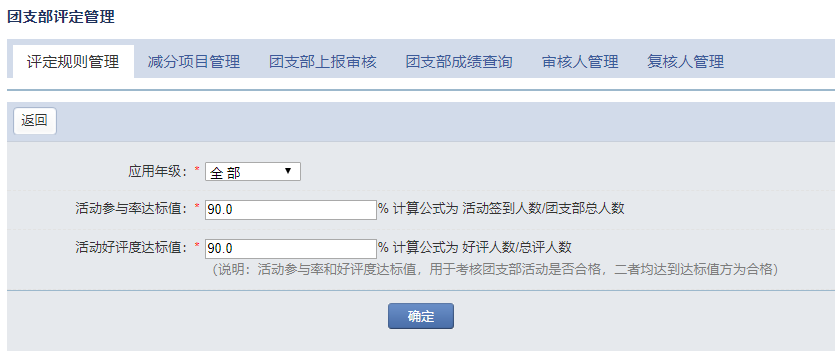 团支部评定管理
评定规则管理 减分项目管理 团支部上报审核 团支部成绩查询 审核人管理 复核人管理
返回
应用年级：* 全 部
活动参与率达标值：* 90.0 % 计算公式为 活动签到人数/团支部总人数
活动好评度达标值：* 90.0 % 计算公式为 好评人数/总评人数
（说明：活动参与率和好评度达标值，用于考核团支部活动是否合格，二者均达到达标值方为合格）
确定